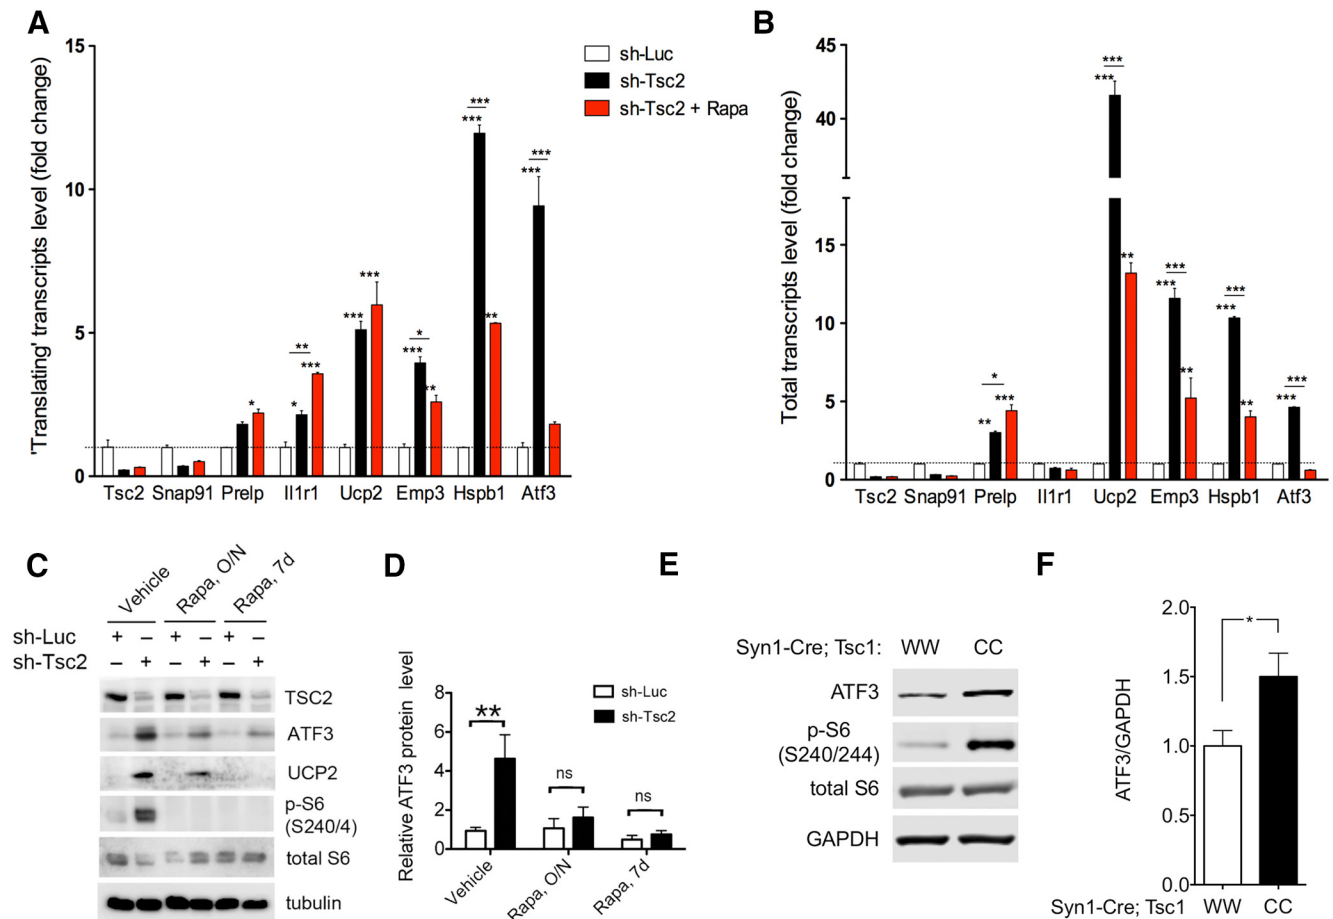 A
'Translating' transcripts level (fold change)
15
10
5
0
sh-Luc
sh-Tsc2
sh-Tsc2 + Rapa
* * ** *** *** *** *** * ** *** *** ** *** ***
Tsc2 Snap91 Prelp Il1r1 Ucp2 Emp3 Hspb1 Atf3
B
Total transcripts level (fold change)
45
40
15
10
5
0
** * *** *** *** ** *** *** ** *** *** ** *** ***
Tsc2 Snap91 Prelp Il1r1 Ucp2 Emp3 Hspb1 Atf3
C
Vehicle
Rapa, O/N
Rapa, 7d
sh-Luc + – + – + –
sh-Tsc2 – + – + – +
TSC2
ATF3
UCP2
p-S6
(S240/4)
total S6
tubulin
D
Relative ATF3 protein level
8
6
4
2
0
sh-Luc
sh-Tsc2
**
ns
ns
Vehicle
Rapa, O/N
Rapa, 7d
E
Syn1-Cre; Tsc1: WW CC
ATF3
p-S6
(S240/244)
total S6
GAPDH
F
ATF3/GAPDH
2.0
1.5
1.0
0.5
0.0
*
Syn1-Cre; Tsc1 WW CC